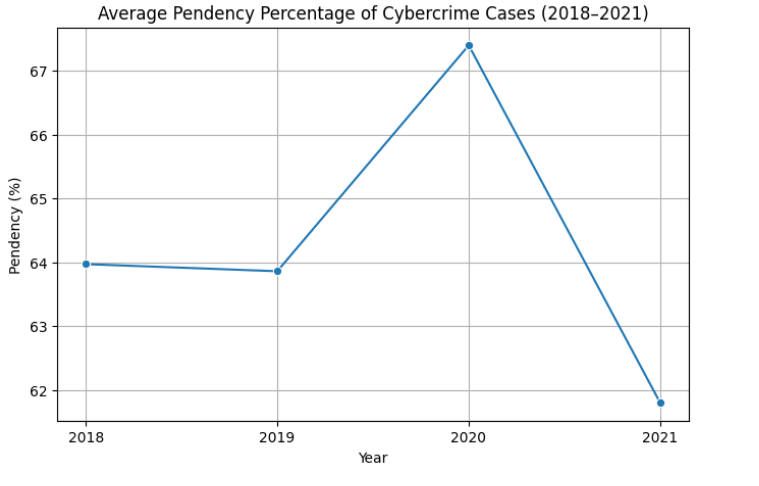 Average Pendency Percentage of Cybercrime Cases (2018–2021)
Pendency (%)
67
66
65
64
63
62
2018 2019 2020 2021
Year